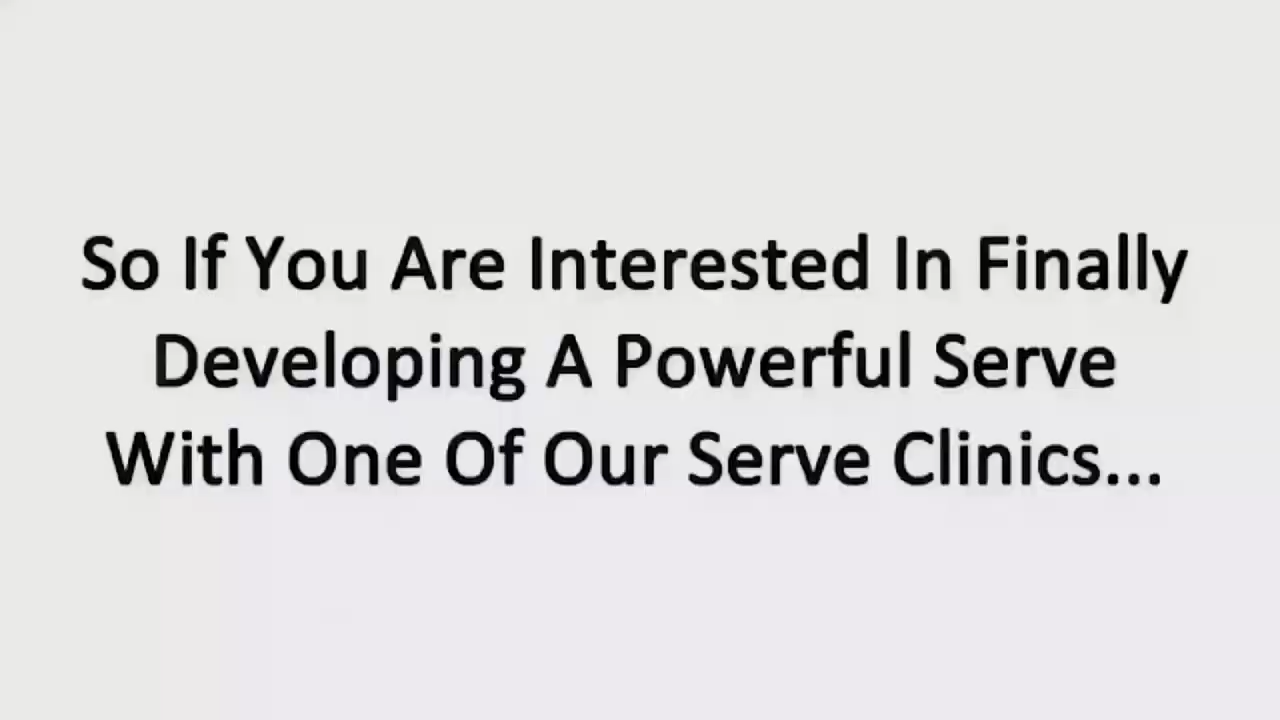 So If You Are Interested In Finally
Developing A Powerful Serve
With One Of Our Serve Clinics...